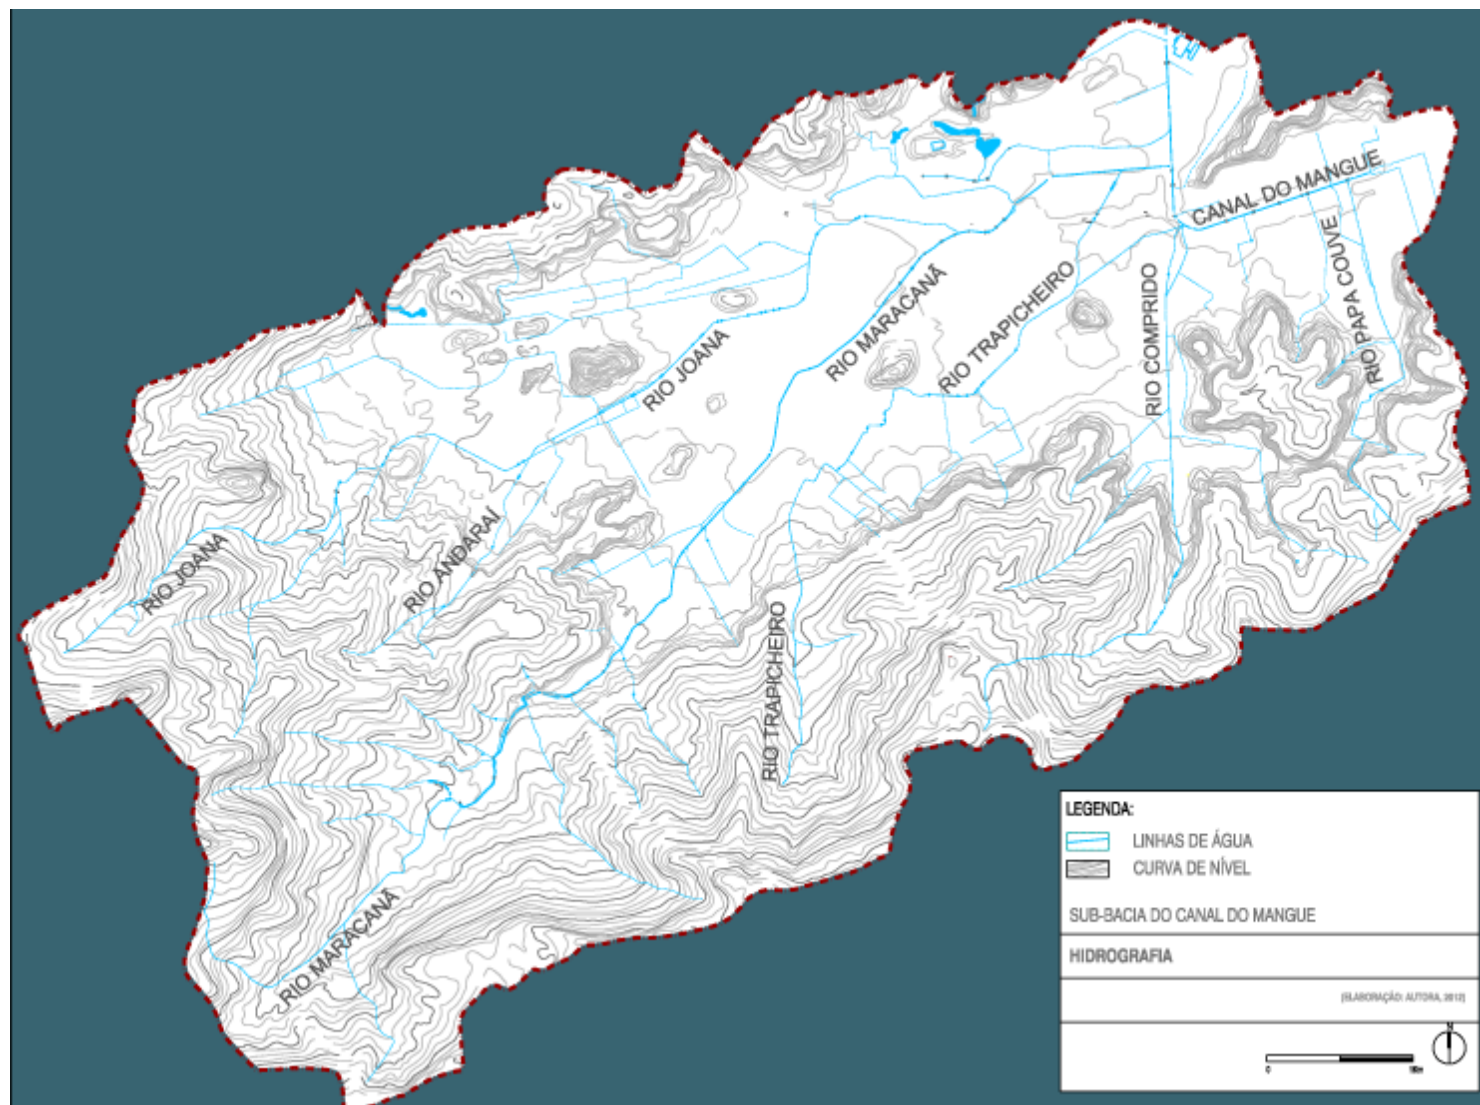 CANAL DO MANGUE
RIO PAPA COUVE
RIO MARACANÃ
RIO TRAPICHEIRO
RIO COMPRIDO
RIO JOANA
RIO ANDARAÍ
RIO JOANA
RIO TRAPICHEIRO
RIO MARACANÃ
LEGENDA:
LINHAS DE ÁGUA
CURVA DE NÍVEL
SUB-BACIA DO CANAL DO MANGUE
HIDROGRAFIA
(ELABORAÇÃO: AUTORA, 2012)
N
0